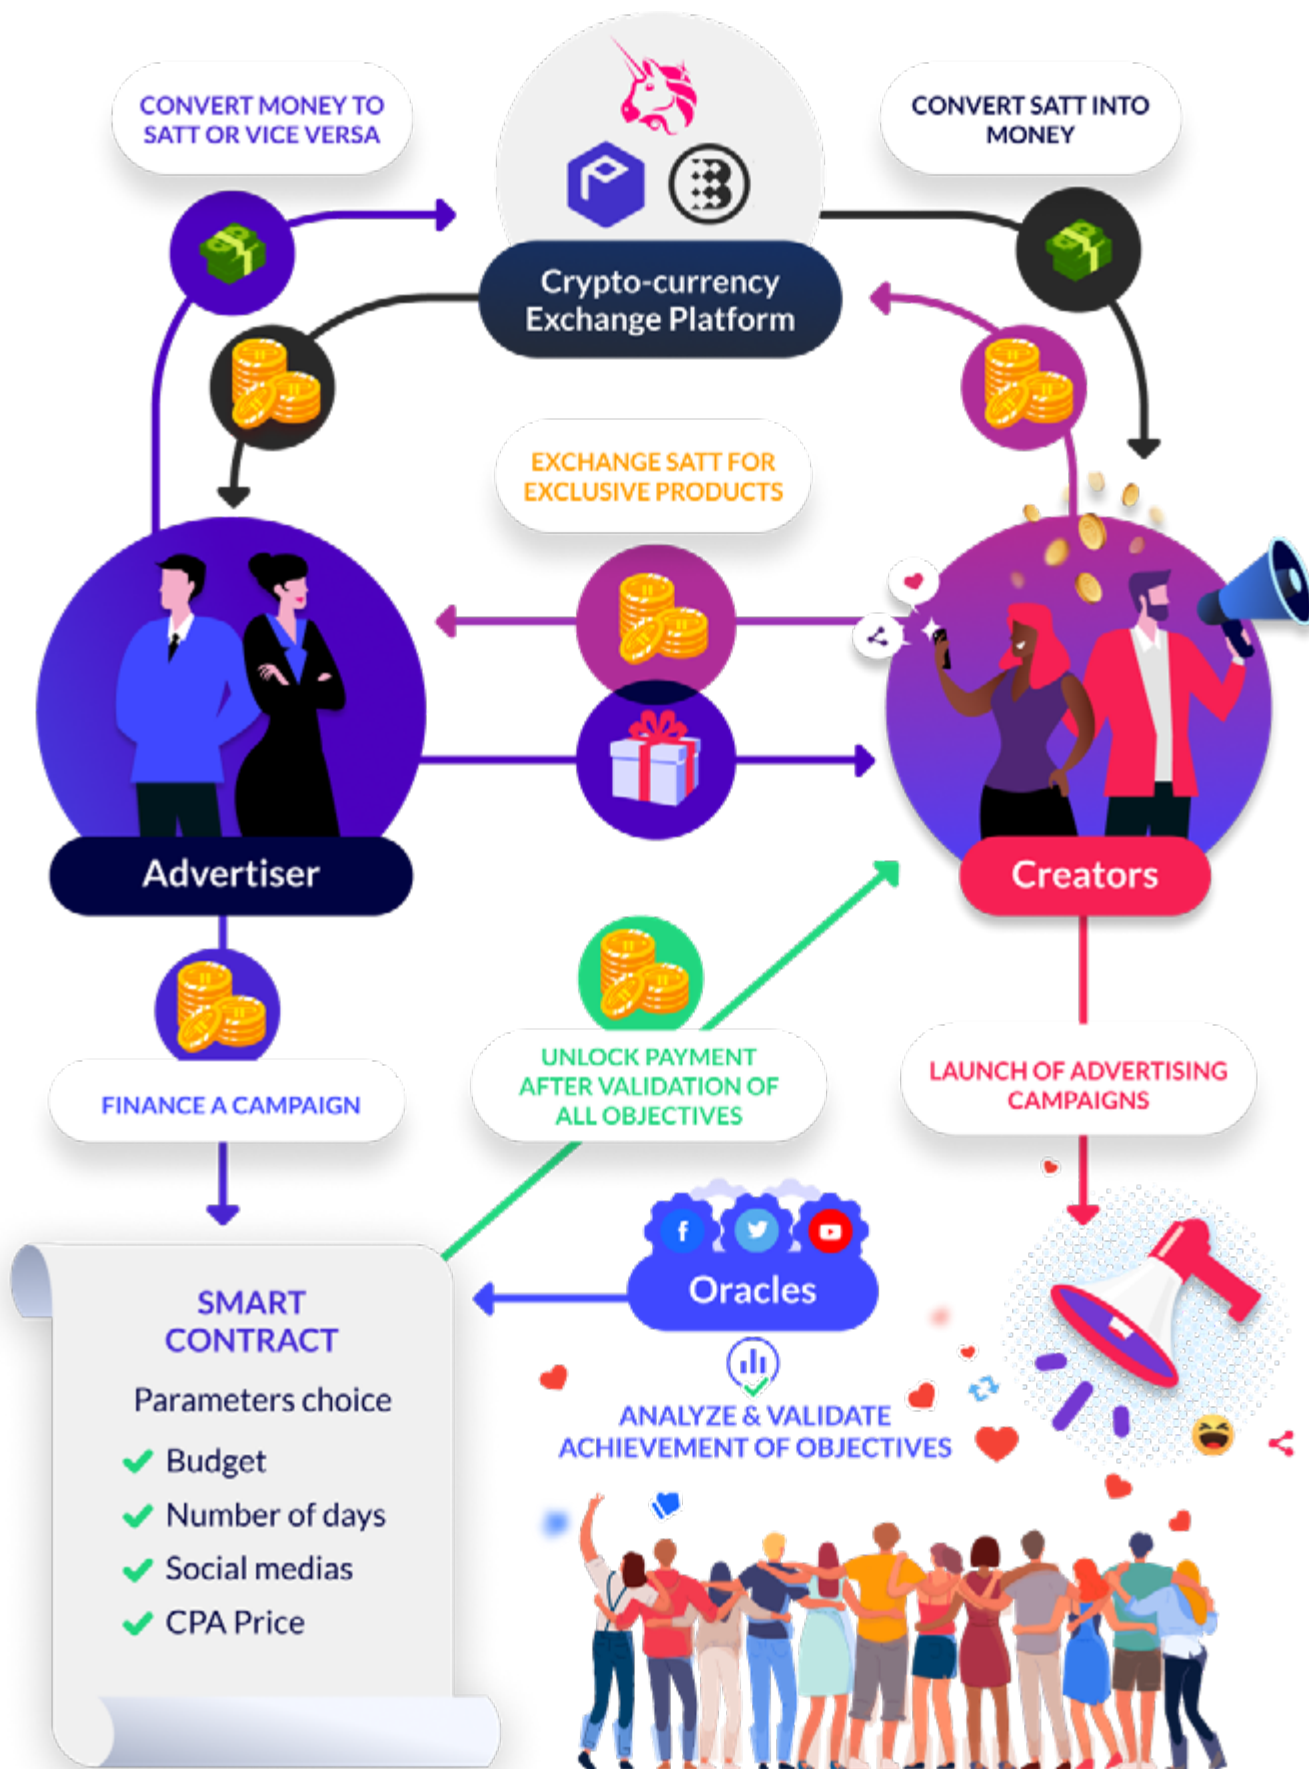 CONVERT MONEY TO
SATT OR VICE VERSA
CONVERT SATT INTO
MONEY
Crypto-currency
Exchange Platform
EXCHANGE SATT FOR
EXCLUSIVE PRODUCTS
Advertiser
Creators
FINANCE A CAMPAIGN
UNLOCK PAYMENT
AFTER VALIDATION OF
ALL OBJECTIVES
LAUNCH OF ADVERTISING
CAMPAIGNS
SMART
CONTRACT
Parameters choice
Budget
Number of days
Social medias
CPA Price
Oracles
ANALYZE & VALIDATE
ACHIEVEMENT OF OBJECTIVES